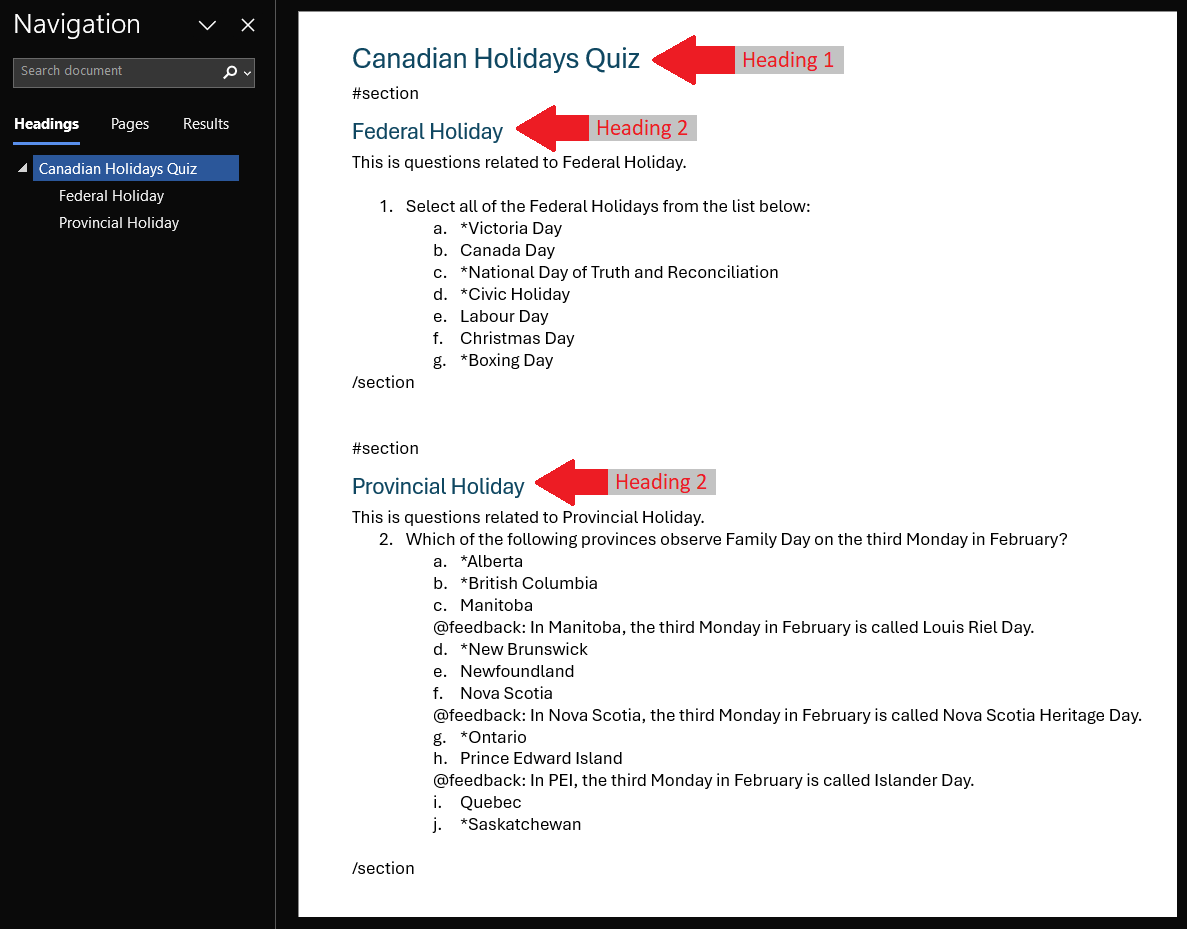 Navigation
Search document
Headings Pages Results
Canadian Holidays Quiz
Federal Holiday
Provincial Holiday
Canadian Holidays Quiz Heading 1
#section
Federal Holiday Heading 2
This is questions related to Federal Holiday.
1. Select all of the Federal Holidays from the list below:
a. *Victoria Day
b. Canada Day
c. *National Day of Truth and Reconciliation
d. *Civic Holiday
e. Labour Day
f. Christmas Day
g. *Boxing Day
/section
#section
Provincial Holiday Heading 2
This is questions related to Provincial Holiday.
2. Which of the following provinces observe Family Day on the third Monday in February?
a. *Alberta
b. *British Columbia
c. Manitoba
@feedback: In Manitoba, the third Monday in February is called Louis Riel Day.
d. *New Brunswick
e. Newfoundland
f. Nova Scotia
@feedback: In Nova Scotia, the third Monday in February is called Nova Scotia Heritage Day.
g. *Ontario
h. Prince Edward Island
@feedback: In PEI, the third Monday in February is called Islander Day.
i. Quebec
j. *Saskatchewan
/section